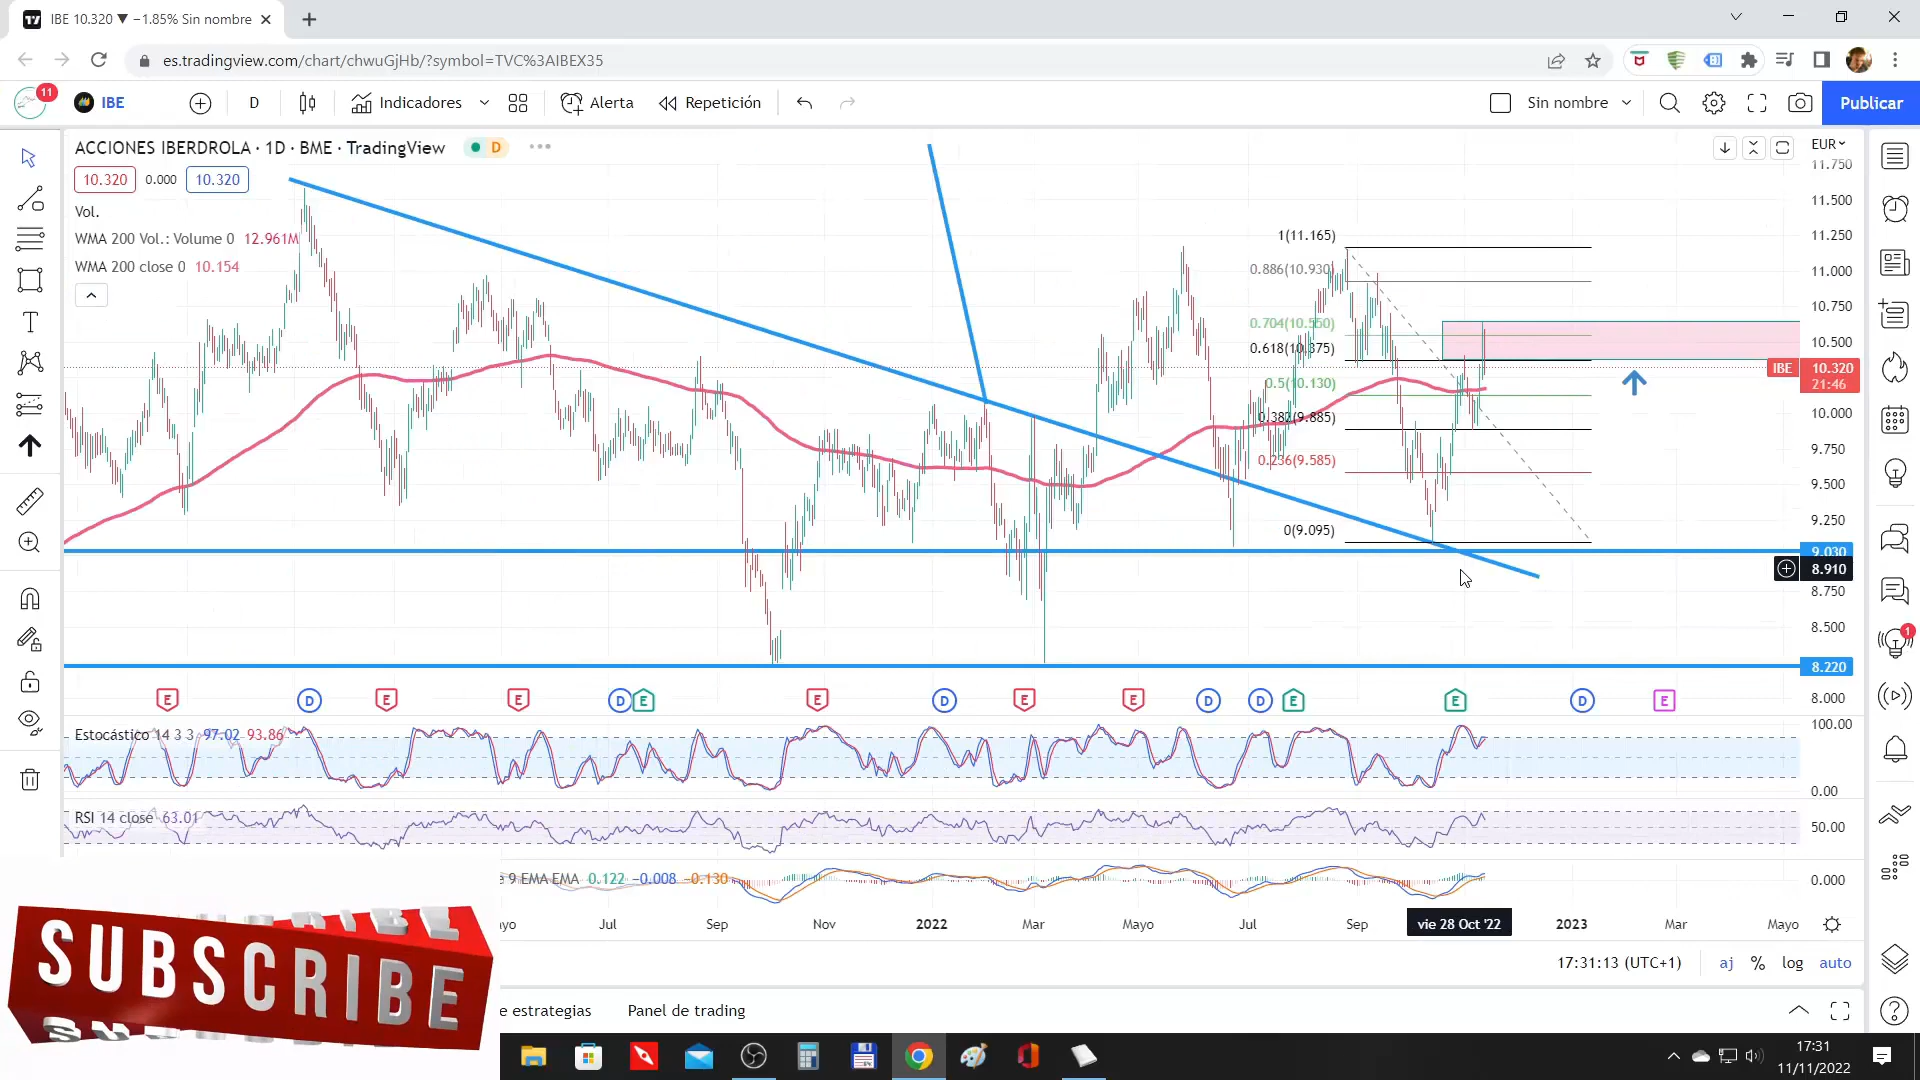 IBE 10.320 ▼ −1.85% Sin nombre
es.tradingview.com/chart/chwuGjHb/?symbol=TVC%3AIBEX35
11
IBE
D
Indicadores
Alerta
Repetición
Sin nombre
Publicar
ACCIONES IBERDROLA · 1D · BME · TradingView
D
EUR
10.320 0.000 10.320
Vol.
WMA 200 Vol.: Volume 0 12.961M
WMA 200 close 0 10.154
11.750
11.500
11.250
11.000
10.750
10.500
IBE 10.320
21:46
10.000
9.750
9.500
9.250
9.030
8.910
8.750
8.500
8.220
8.000
1(11.165)
0.886(10.930)
0.704(10.550)
0.618(10.375)
0.5(10.130)
0.382(9.885)
0.236(9.585)
0(9.095)
E D E E D E E D E E D D E E D E
Estocástico 14 3 3 97.02 93.86
100.00
0.00
RSI 14 close 63.01
50.00
e 9 EMA EMA 0.122 −0.008 −0.130
0.000
yo Jul Sep Nov 2022 Mar Mayo Jul Sep vie 28 Oct '22 2023 Mar Mayo
17:31:13 (UTC+1) aj % log auto
e estrategias Panel de trading
SUBSCRIBE
1
17:31
11/11/2022